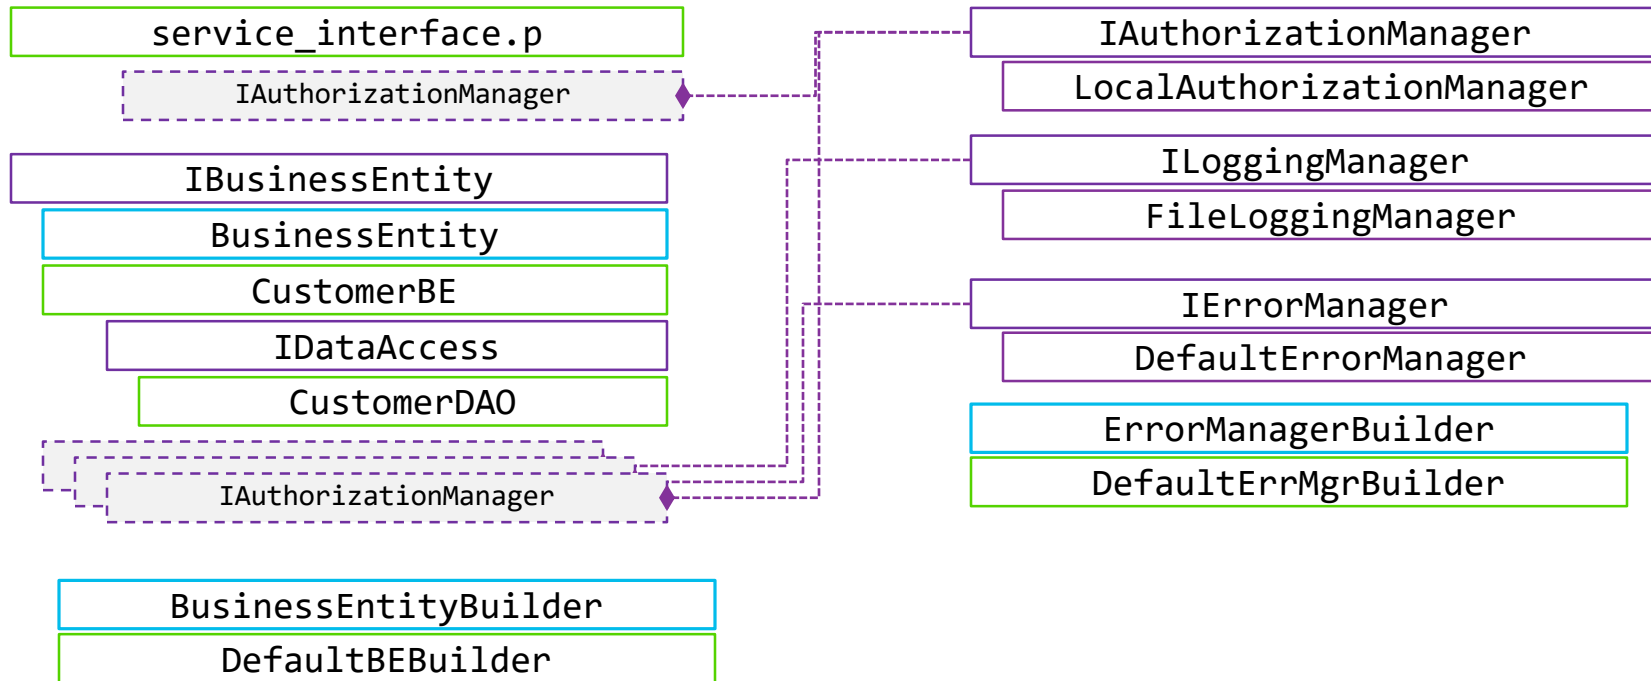 service_interface.p
IAuthorizationManager
IBusinessEntity
BusinessEntity
CustomerBE
IDataAccess
CustomerDAO
IAuthorizationManager
BusinessEntityBuilder
DefaultBEBuilder
IAuthorizationManager
LocalAuthorizationManager
ILoggingManager
FileLoggingManager
IErrorManager
DefaultErrorManager
ErrorManagerBuilder
DefaultErrMgrBuilder